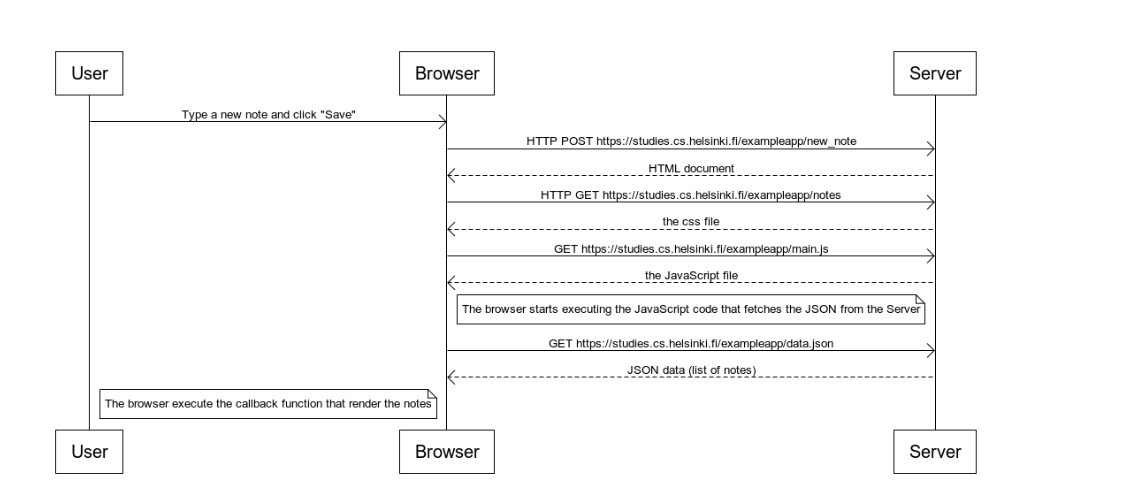 User
Browser
Server
Type a new note and click "Save"
HTTP POST https://studies.cs.helsinki.fi/exampleapp/new_note
HTML document
HTTP GET https://studies.cs.helsinki.fi/exampleapp/notes
the css file
GET https://studies.cs.helsinki.fi/exampleapp/main.js
the JavaScript file
The browser starts executing the JavaScript code that fetches the JSON from the Server
GET https://studies.cs.helsinki.fi/exampleapp/data.json
JSON data (list of notes)
The browser execute the callback function that render the notes
User
Browser
Server